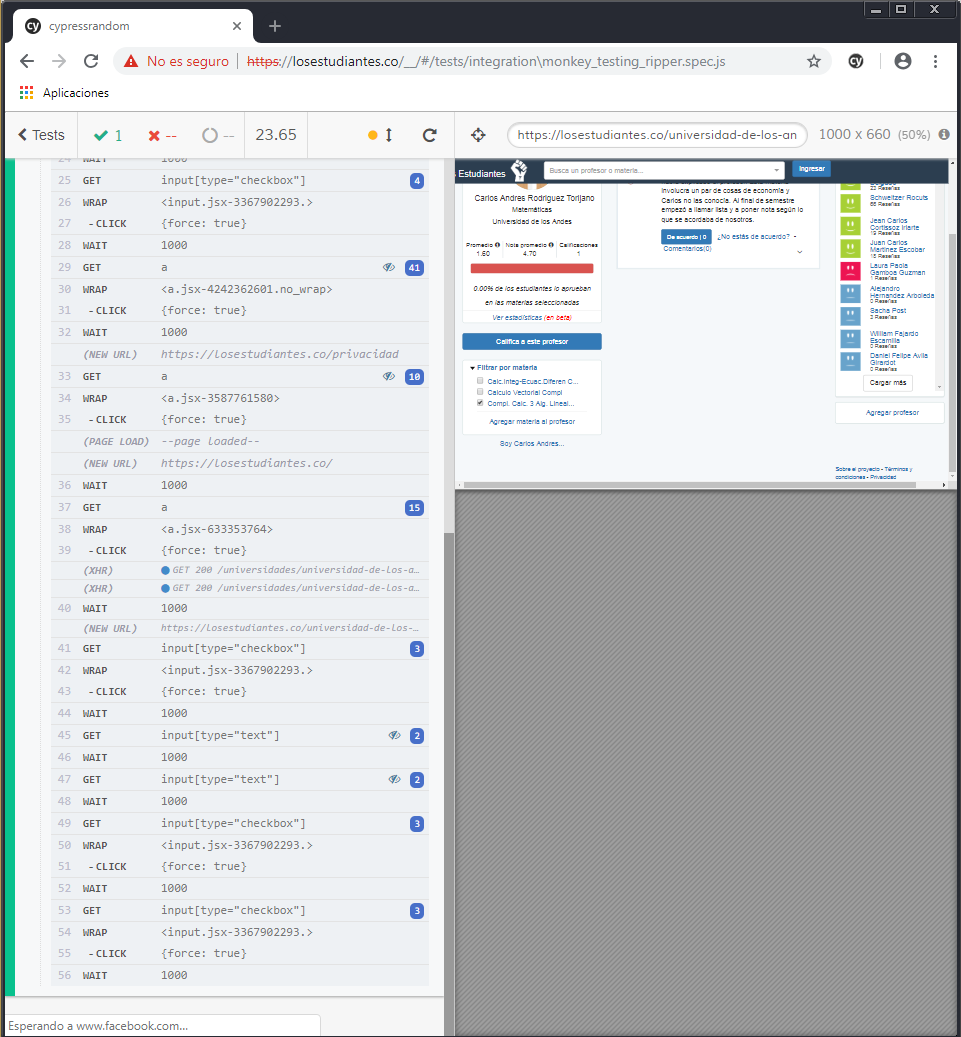 cypressrandom
No es seguro | https://losestudiantes.co/__/#/tests/integration\monkey_testing_ripper.spec.js
Aplicaciones
Tests 1 -- -- 23.65
https://losestudiantes.co/universidad-de-los-an 1000 x 660 (50%)
24 WAIT 1000
25 GET input[type="checkbox"] 4
26 WRAP <input.jsx-3367902293.>
27 -CLICK {force: true}
28 WAIT 1000
29 GET a 41
30 WRAP <a.jsx-4242362601.no_wrap>
31 -CLICK {force: true}
32 WAIT 1000
(NEW URL) https://losestudiantes.co/privacidad
33 GET a 10
34 WRAP <a.jsx-3587761580>
35 -CLICK {force: true}
(PAGE LOAD) --page loaded--
(NEW URL) https://losestudiantes.co/
36 WAIT 1000
37 GET a 15
38 WRAP <a.jsx-633353764>
39 -CLICK {force: true}
(XHR) GET 200 /universidades/universidad-de-los-a…
(XHR) GET 200 /universidades/universidad-de-los-a…
40 WAIT 1000
(NEW URL) https://losestudiantes.co/universidad-de-los-…
41 GET input[type="checkbox"] 3
42 WRAP <input.jsx-3367902293.>
43 -CLICK {force: true}
44 WAIT 1000
45 GET input[type="text"] 2
46 WAIT 1000
47 GET input[type="text"] 2
48 WAIT 1000
49 GET input[type="checkbox"] 3
50 WRAP <input.jsx-3367902293.>
51 -CLICK {force: true}
52 WAIT 1000
53 GET input[type="checkbox"] 3
54 WRAP <input.jsx-3367902293.>
55 -CLICK {force: true}
56 WAIT 1000
Esperando a www.facebook.com...
Estudiantes
Busca un profesor o materia...
Ingresar
Carlos Andres Rodriguez Torijano
Matemáticas
Universidad de los Andes
Promedio Nota promedio Calificaciones
1.60 4.70 1
0.00% de los estudiantes lo aprueban
en las materias seleccionadas
Ver estadísticas (en beta)
Califica a este profesor
Filtrar por materia
Calc.Integ-Ecuac.Diferen C...
Calculo Vectorial Compl
Compl. Calc. 3 Alg. Lineal...
Agregar materia al profesor
Soy Carlos Andres...
involucra un par de cosas de economía y
Carlos no las conocía. Al final de semestre
empezó a llamar lista y a poner nota según lo
que se acordaba de nosotros.
De acuerdo | 0 ¿No estás de acuerdo?
Comentarios(0)
23 Reseñas
Schweitzer Rocuts
66 Reseñas
Jean Carlos
Cortissoz Iriarte
19 Reseñas
Juan Carlos
Martinez Escobar
15 Reseñas
Laura Paola
Gamboa Guzman
1 Reseñas
Alejandro
Hernandez Arboleda
0 Reseñas
Sacha Post
2 Reseñas
William Fajardo
Escamilla
0 Reseñas
Daniel Felipe Avila
Girardot
0 Reseñas
Cargar más
Agregar profesor
Sobre el proyecto - Términos y
condiciones - Privacidad